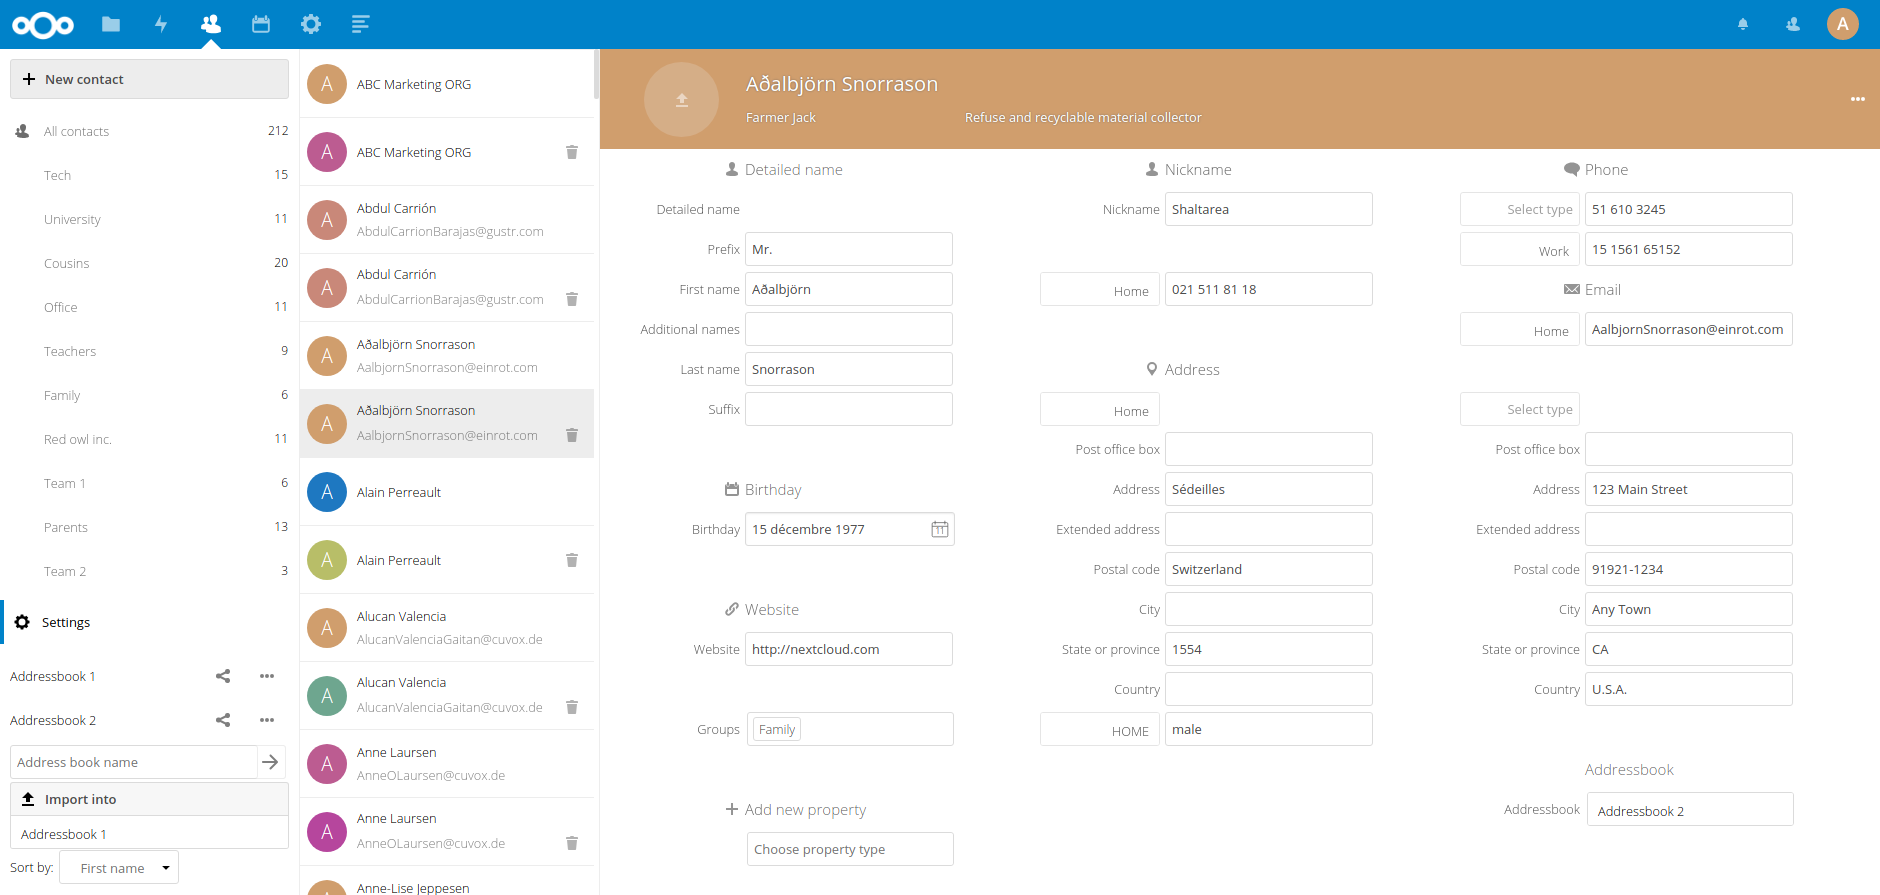 A
New contact
All contacts 212
Tech 15
University 11
Cousins 20
Office 11
Teachers 9
Family 6
Red owl inc. 11
Team 1 6
Parents 13
Team 2 3
Settings
Addressbook 1
Addressbook 2
Address book name
Import into
Addressbook 1
Sort by: First name
A ABC Marketing ORG
A ABC Marketing ORG
A Abdul Carrión
AbdulCarrionBarajas@gustr.com
A Abdul Carrión
AbdulCarrionBarajas@gustr.com
A Aðalbjörn Snorrason
AalbjornSnorrason@einrot.com
A Aðalbjörn Snorrason
AalbjornSnorrason@einrot.com
A Alain Perreault
A Alain Perreault
A Alucan Valencia
AlucanValenciaGaitan@cuvox.de
A Alucan Valencia
AlucanValenciaGaitan@cuvox.de
A Anne Laursen
AnneOLaursen@cuvox.de
A Anne Laursen
AnneOLaursen@cuvox.de
A Anne-Lise Jeppesen
Aðalbjörn Snorrason
Farmer Jack Refuse and recyclable material collector
Detailed name
Detailed name
Prefix Mr.
First name Aðalbjörn
Additional names
Last name Snorrason
Suffix
Birthday
Birthday 15 décembre 1977 11
Website
Website http://nextcloud.com
Groups Family
Add new property
Choose property type
Nickname
Nickname Shaltarea
Home 021 511 81 18
Address
Home
Post office box
Address Sédeilles
Extended address
Postal code Switzerland
City
State or province 1554
Country
HOME male
Phone
Select type 51 610 3245
Work 15 1561 65152
Email
Home AalbjornSnorrason@einrot.com
Select type
Post office box
Address 123 Main Street
Extended address
Postal code 91921-1234
City Any Town
State or province CA
Country U.S.A.
Addressbook
Addressbook Addressbook 2